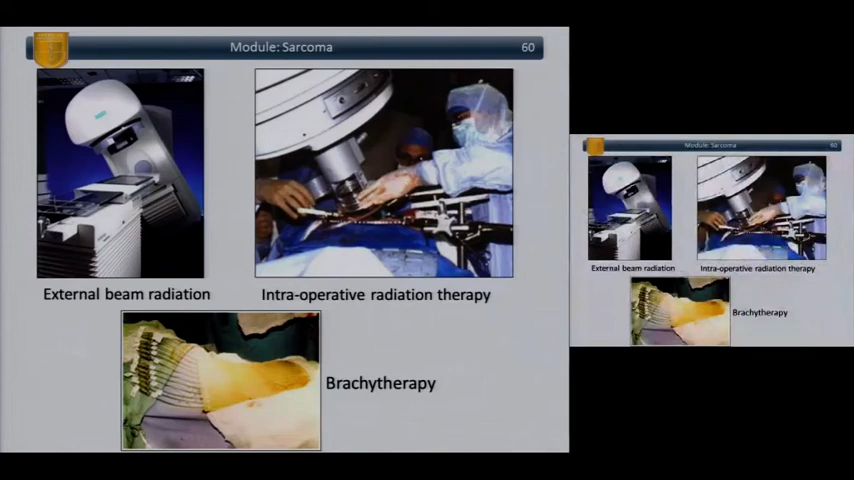 Module: Sarcoma
60
External beam radiation
Intra-operative radiation therapy
Brachytherapy
Module: Sarcoma
60
External beam radiation
Intra-operative radiation therapy
Brachytherapy